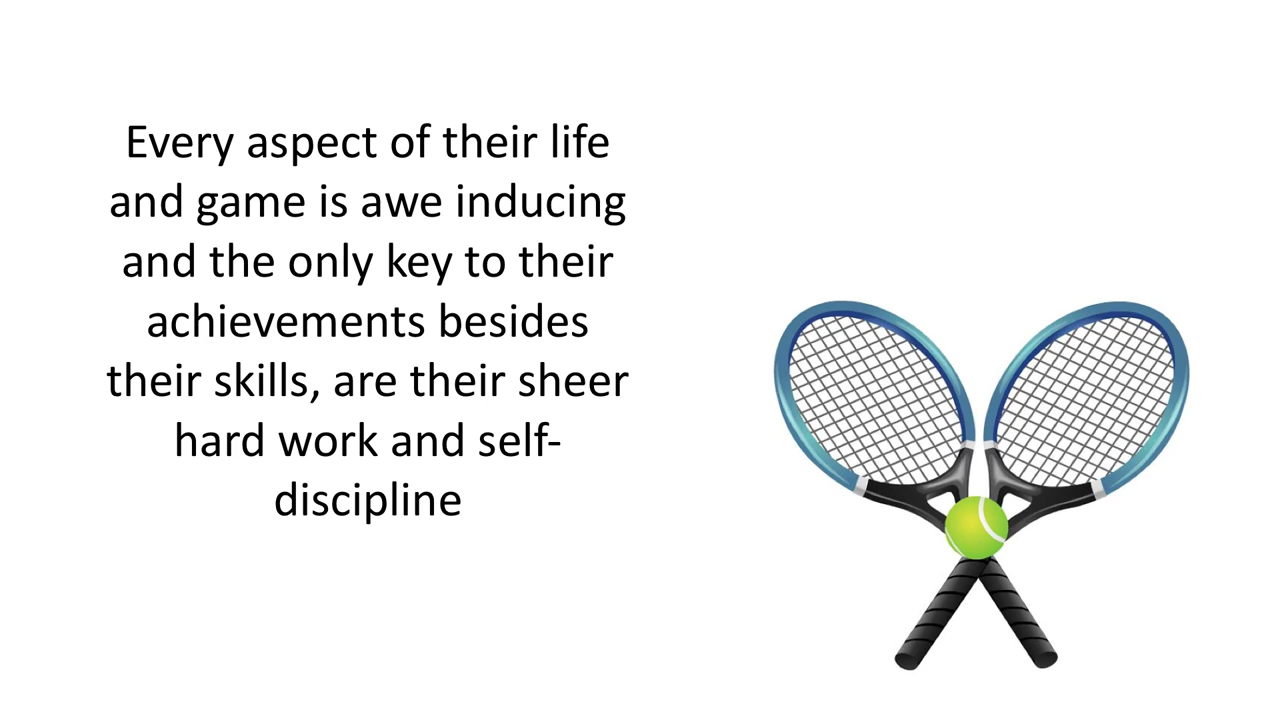 Every aspect of their life
and game is awe inducing
and the only key to their
achievements besides
their skills, are their sheer
hard work and self-
discipline